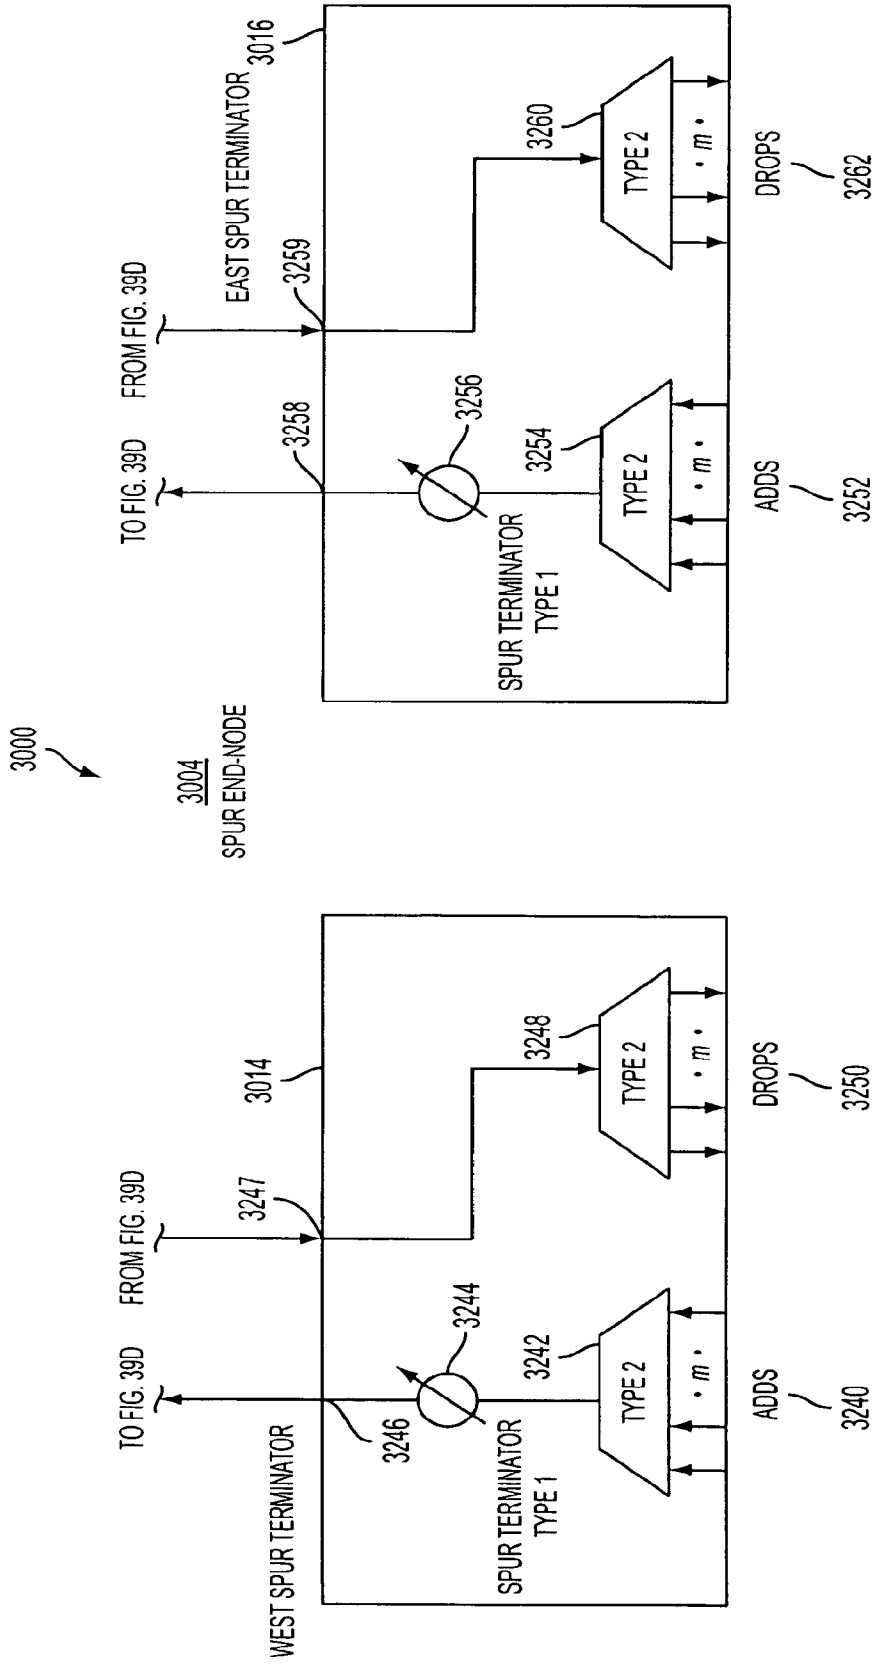 3000
3004
SPUR END-NODE
WEST SPUR TERMINATOR
TO FIG. 39D
FROM FIG. 39D
3246
3247
3014
3244
SPUR TERMINATOR
TYPE 1
3242
TYPE 2
3248
TYPE 2
• m •
• m •
ADDS
3240
DROPS
3250
EAST SPUR TERMINATOR
TO FIG. 39D
FROM FIG. 39D
3258
3259
3016
3256
SPUR TERMINATOR
TYPE 1
3254
TYPE 2
3260
TYPE 2
• m •
• m •
ADDS
3252
DROPS
3262